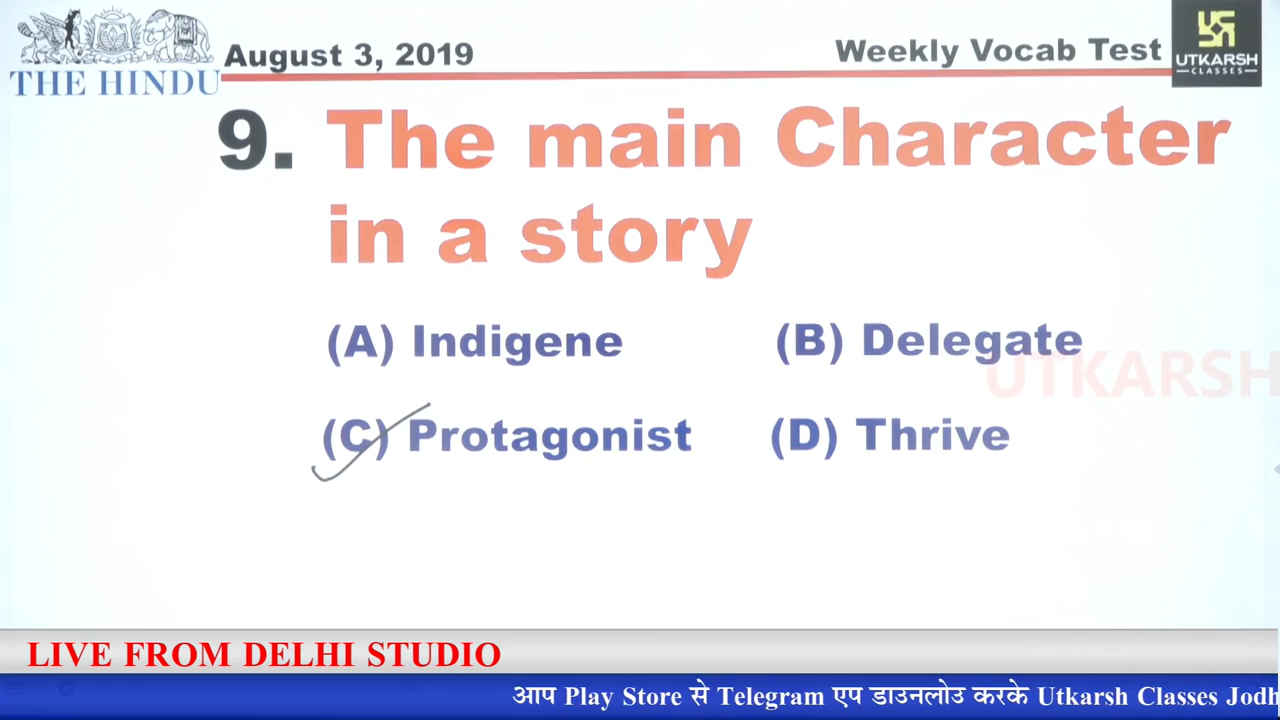 THE HINDU
August 3, 2019
Weekly Vocab Test
UTKARSH
CLASSES
9. The main Character
in a story
(A) Indigene
(B) Delegate
UTKARSH
(C) Protagonist
(D) Thrive
LIVE FROM DELHI STUDIO
आप Play Store से Telegram एप डाउनलोउ करके Utkarsh Classes